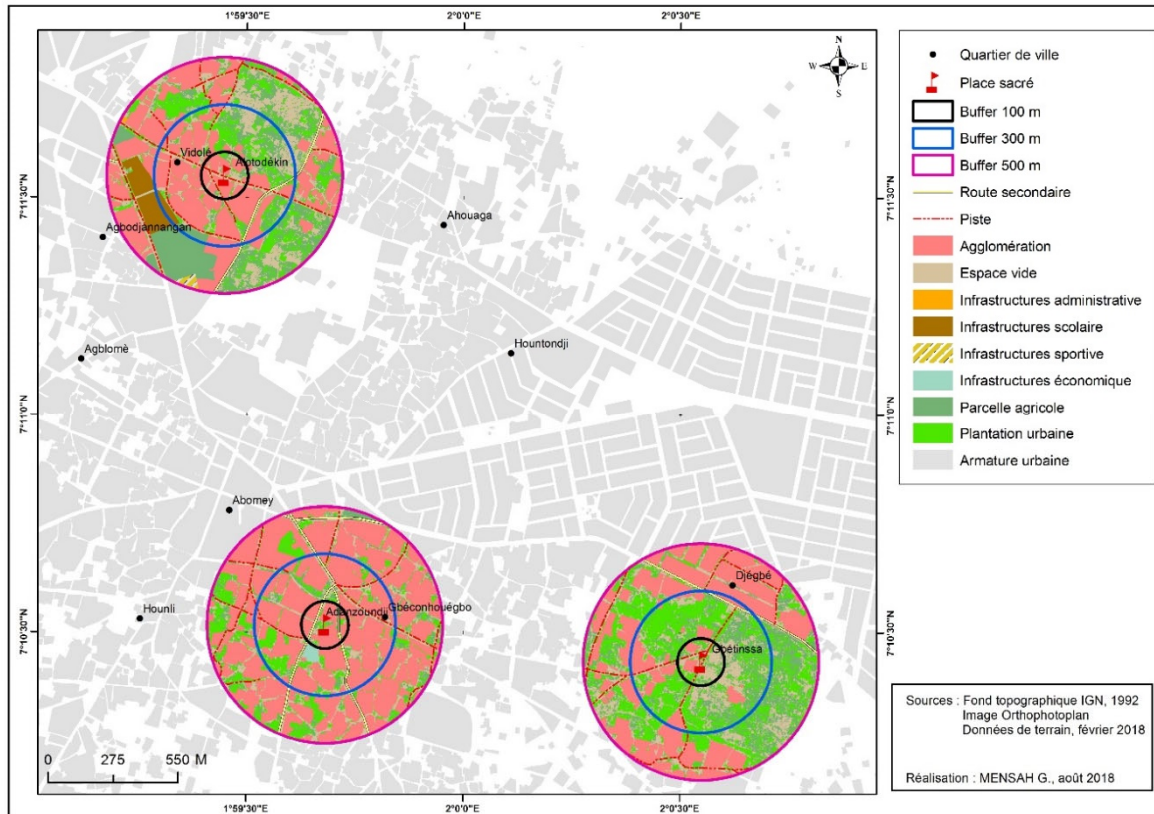 1°59'30"E
2°0'0"E
2°0'30"E
N
W
E
S
7°11'30"N
7°11'0"N
7°10'30"N
Vidolé
Ajotodékin
Agbodjannangan
Ahouaga
Agblomè
Hountondji
Abomey
Hounli
Adanzoundji
Gbéconhouégbo
Djègbé
Gbétinssa
0 275 550 M
1°59'30"E
2°0'0"E
2°0'30"E
7°11'30"N
7°11'0"N
7°10'30"N
Quartier de ville
Place sacré
Buffer 100 m
Buffer 300 m
Buffer 500 m
Route secondaire
Piste
Agglomération
Espace vide
Infrastructures administrative
Infrastructures scolaire
Infrastructures sportive
Infrastructures économique
Parcelle agricole
Plantation urbaine
Armature urbaine
Sources : Fond topographique IGN, 1992
Image Orthophotoplan
Données de terrain, février 2018
Réalisation : MENSAH G., août 2018